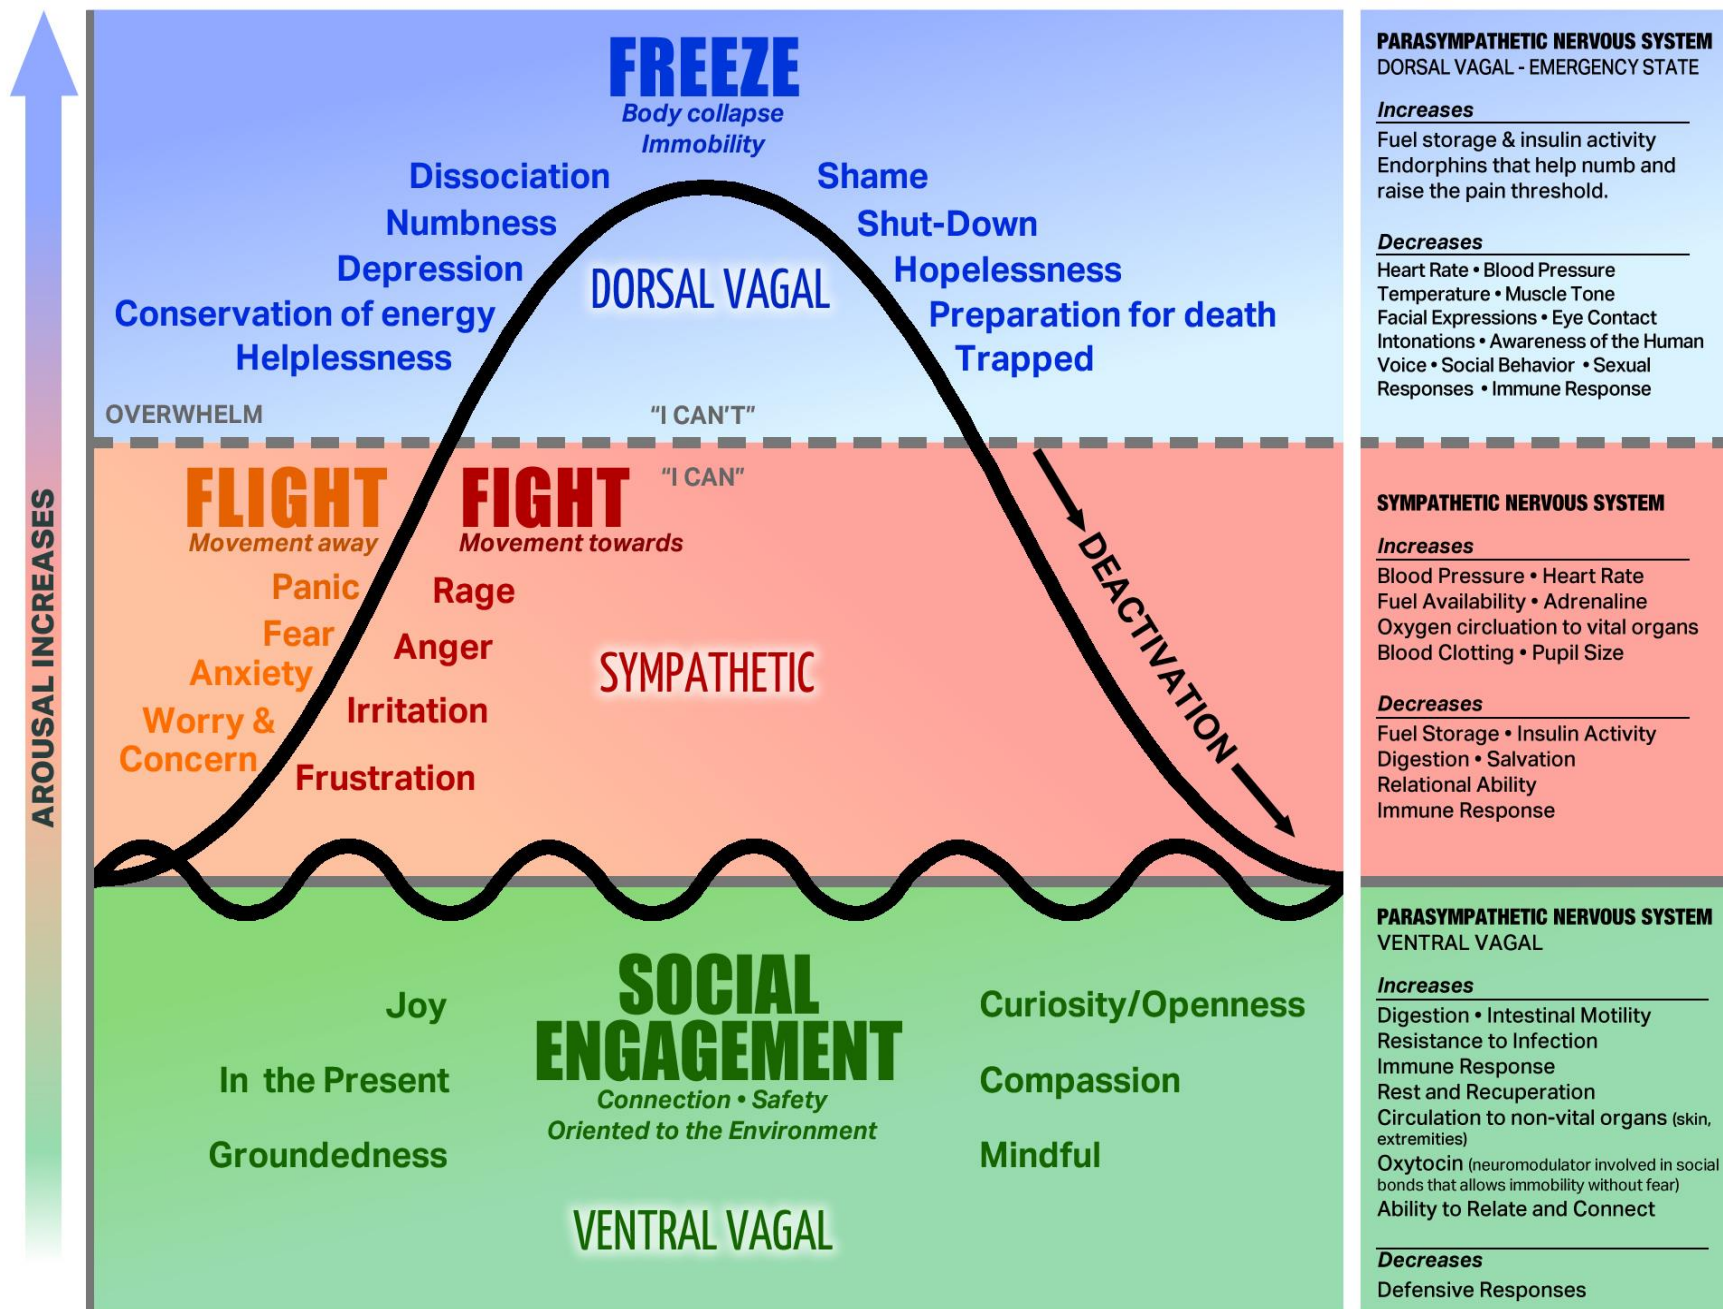 AROUSAL INCREASES
FREEZE
Body collapse
Immobility
Dissociation
Numbness
Depression
Conservation of energy
Helplessness
Shame
Shut-Down
Hopelessness
Preparation for death
Trapped
DORSAL VAGAL
OVERWHELM
“I CAN'T”
“I CAN”
FLIGHT
Movement away
Panic
Fear
Anxiety
Worry &
Concern
FIGHT
Movement towards
Rage
Anger
Irritation
Frustration
SYMPATHETIC
DEACTIVATION
SOCIAL
ENGAGEMENT
Connection • Safety
Oriented to the Environment
Joy
In the Present
Groundedness
Curiosity/Openness
Compassion
Mindful
VENTRAL VAGAL
PARASYMPATHETIC NERVOUS SYSTEM
DORSAL VAGAL - EMERGENCY STATE
Increases
Fuel storage & insulin activity
Endorphins that help numb and
raise the pain threshold.
Decreases
Heart Rate • Blood Pressure
Temperature • Muscle Tone
Facial Expressions • Eye Contact
Intonations • Awareness of the Human
Voice • Social Behavior • Sexual
Responses • Immune Response
SYMPATHETIC NERVOUS SYSTEM
Increases
Blood Pressure • Heart Rate
Fuel Availability • Adrenaline
Oxygen circluation to vital organs
Blood Clotting • Pupil Size
Decreases
Fuel Storage • Insulin Activity
Digestion • Salvation
Relational Ability
Immune Response
PARASYMPATHETIC NERVOUS SYSTEM
VENTRAL VAGAL
Increases
Digestion • Intestinal Motility
Resistance to Infection
Immune Response
Rest and Recuperation
Circulation to non-vital organs (skin,
extremities)
Oxytocin (neuromodulator involved in social
bonds that allows immobility without fear)
Ability to Relate and Connect
Decreases
Defensive Responses